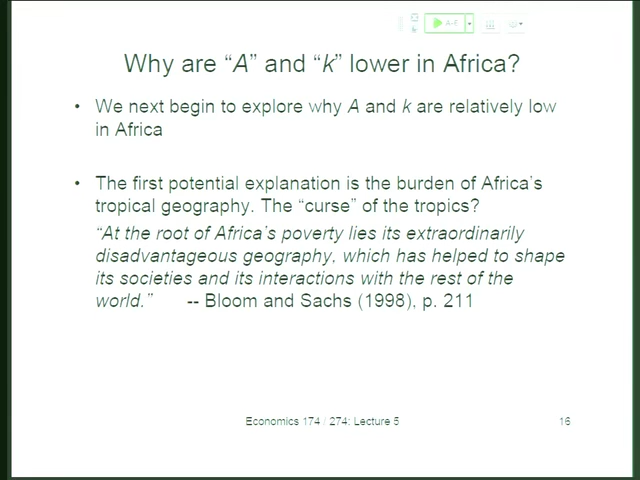 Why are “A” and “k” lower in Africa?
• We next begin to explore why A and k are relatively low
in Africa
• The first potential explanation is the burden of Africa’s
tropical geography. The “curse” of the tropics?
“At the root of Africa’s poverty lies its extraordinarily
disadvantageous geography, which has helped to shape
its societies and its interactions with the rest of the
world.” -- Bloom and Sachs (1998), p. 211
Economics 174 / 274: Lecture 5
16